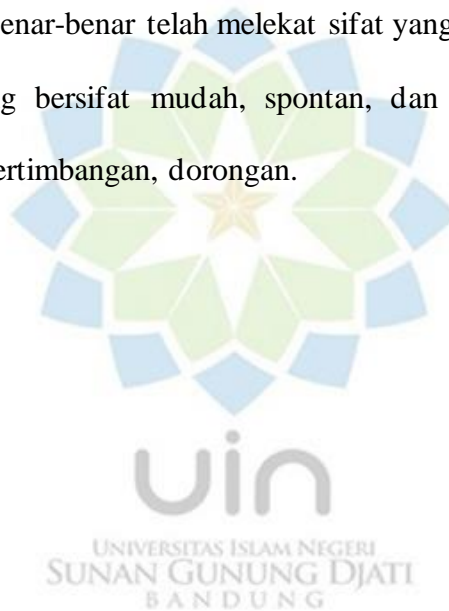 enar-benar telah melekat sifat yang
g bersifat mudah, spontan, dan
ertimbangan, dorongan.
uin
UNIVERSITAS ISLAM NEGERI
SUNAN GUNUNG DJATI
BANDUNG